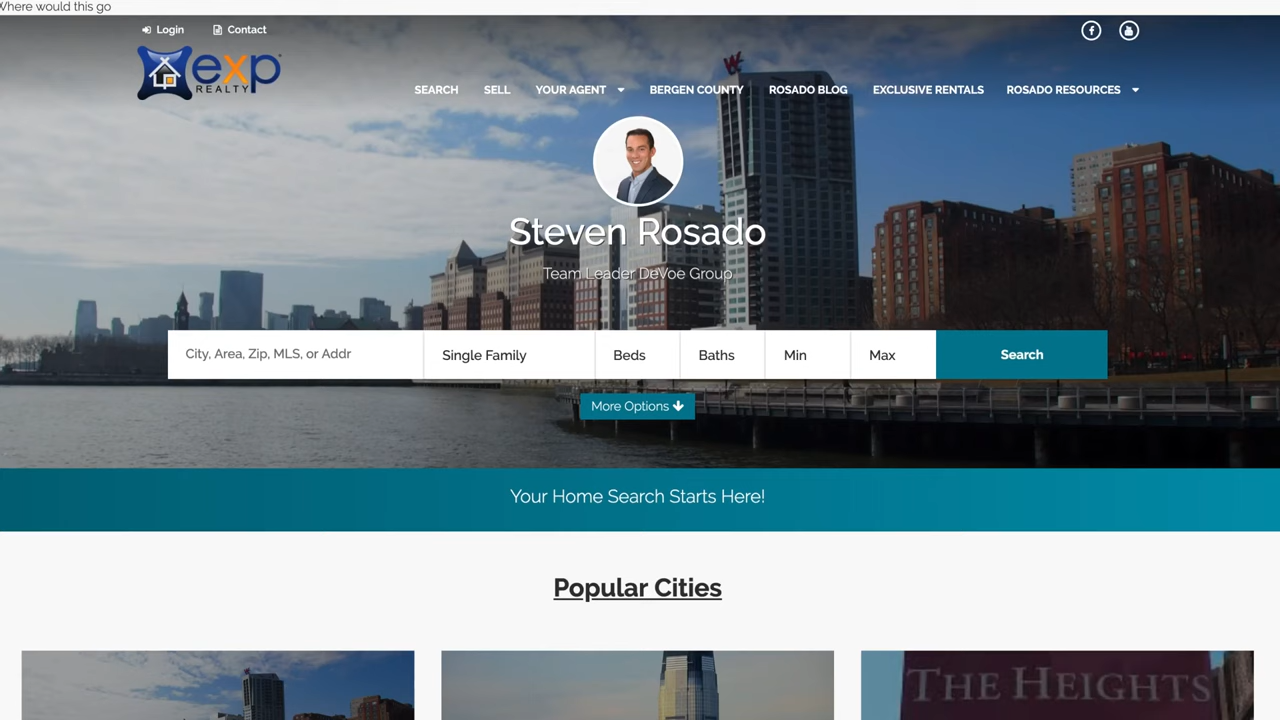 Where would this go
Login
Contact
exp
REALTY
SEARCH
SELL
YOUR AGENT
BERGEN COUNTY
ROSADO BLOG
EXCLUSIVE RENTALS
ROSADO RESOURCES
Steven Rosado
Team Leader DeVoe Group
City, Area, Zip, MLS, or Addr
Single Family
Beds
Baths
Min
Max
Search
More Options
Your Home Search Starts Here!
Popular Cities
THE HEIGHTS